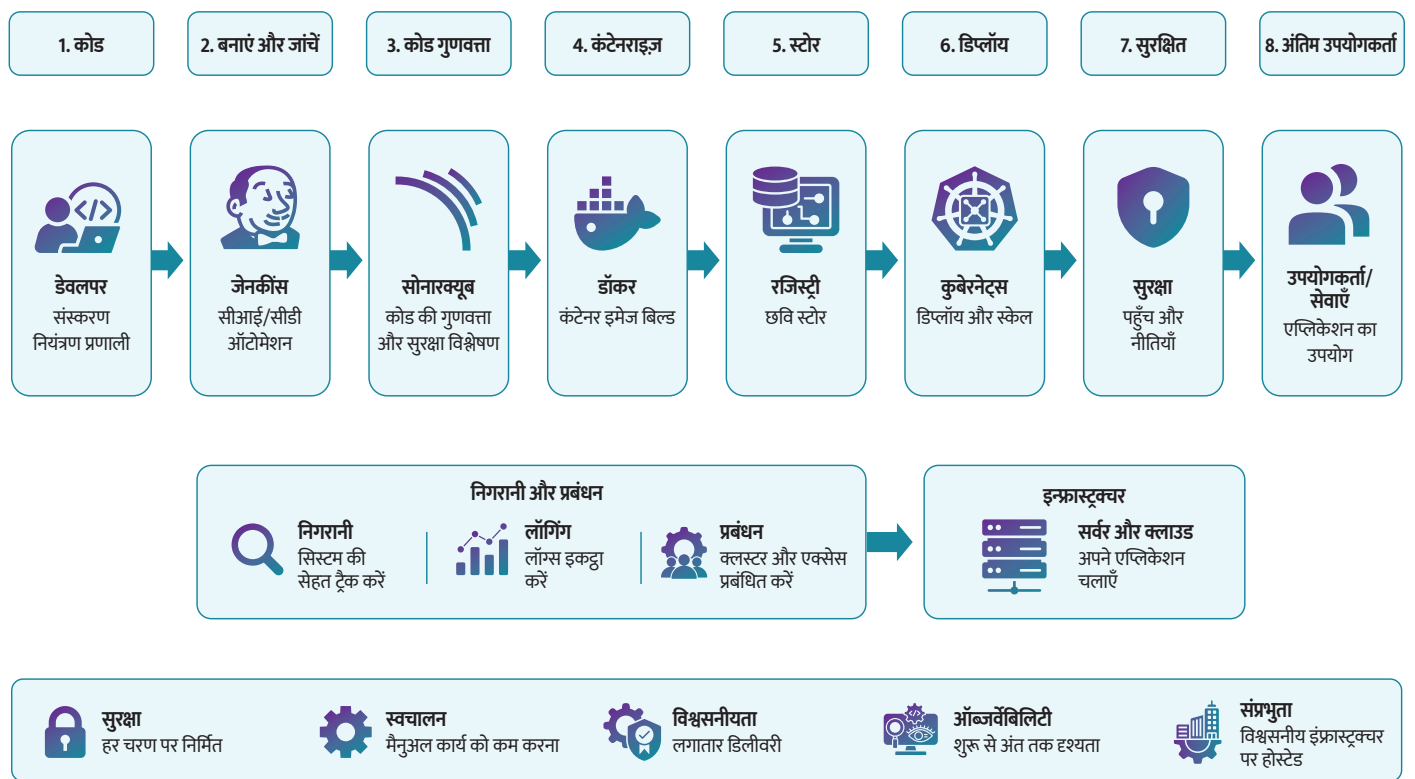 1. कोड
2. बनाएं और जांचें
3. कोड गुणवत्ता
4. कंटेनराइज़
5. स्टोर
6. डिप्लॉय
7. सुरक्षित
8. अंतिम उपयोगकर्ता
डेवलपर
संस्करण
नियंत्रण प्रणाली
जेनकींस
सीआई/सीडी
ऑटोमेशन
सोनारक्यूब
कोड की गुणवत्ता
और सुरक्षा विश्लेषण
डॉकर
कंटेनर इमेज बिल्ड
रजिस्ट्री
छवि स्टोर
कुबेरनेट्स
डिप्लॉय और स्केल
सुरक्षा
पहुँच और
नीतियाँ
उपयोगकर्ता/
सेवाएँ
एप्लिकेशन का
उपयोग
निगरानी और प्रबंधन
निगरानी
सिस्टम की
सेहत ट्रैक करें
लॉगिंग
लॉग्स इकट्ठा
करें
प्रबंधन
क्लस्टर और एक्सेस
प्रबंधित करें
इन्फ्रास्ट्रक्चर
सर्वर और क्लाउड
अपने एप्लिकेशन
चलाएँ
सुरक्षा
हर चरण पर निर्मित
स्वचालन
मैनुअल कार्य को कम करना
विश्वसनीयता
लगातार डिलीवरी
ऑब्जर्वेबिलिटी
शुरू से अंत तक दृश्यता
संप्रभुता
विश्वसनीय इंफ्रास्ट्रक्चर
पर होस्टेड